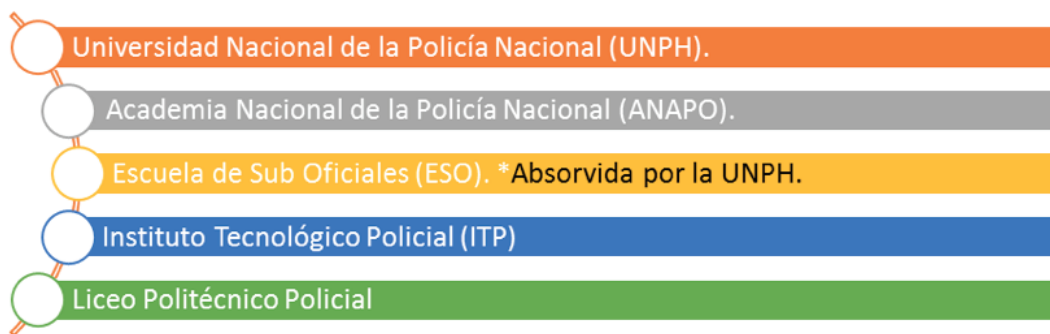 Universidad Nacional de la Policía Nacional (UNPH).
Academia Nacional de la Policía Nacional (ANAPO).
Escuela de Sub Oficiales (ESO). *Absorvida por la UNPH.
Instituto Tecnológico Policial (ITP)
Liceo Politécnico Policial